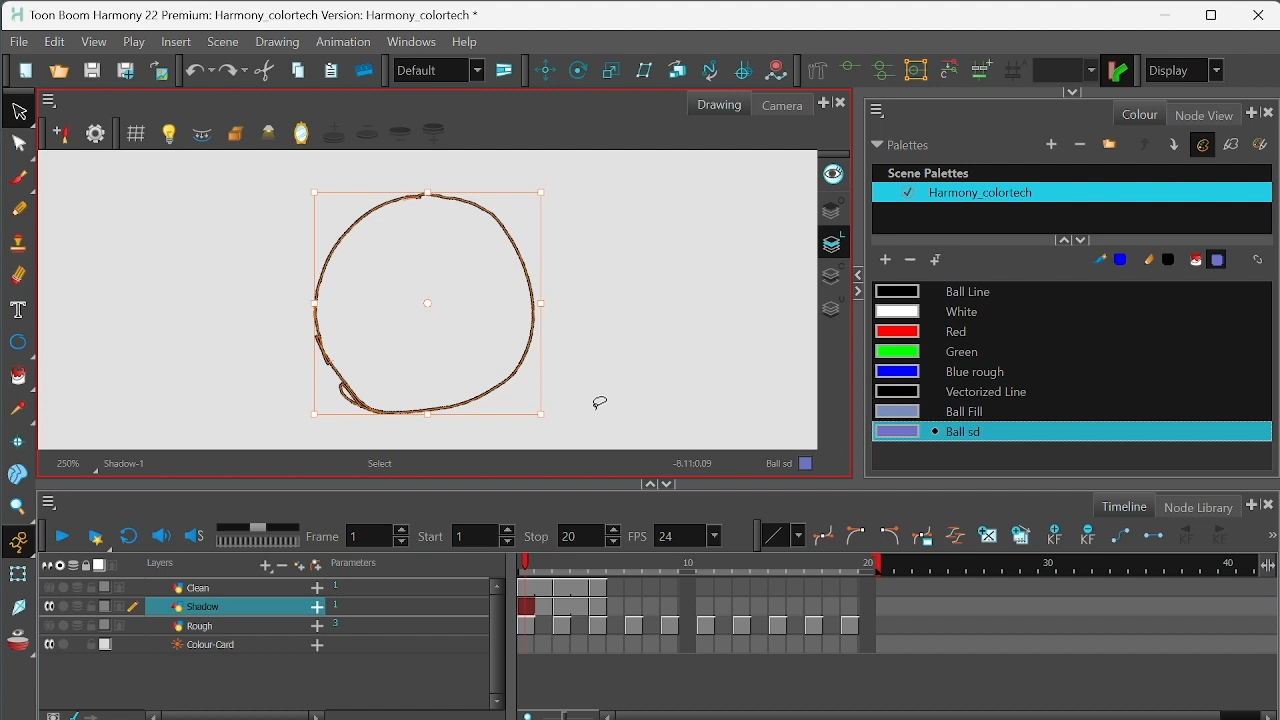 Toon Boom Harmony 22 Premium: Harmony_colortech Version: Harmony_colortech *
File Edit View Play Insert Scene Drawing Animation Windows Help
Default Display
Drawing Camera
Colour Node View
Palettes
Scene Palettes
Harmony_colortech
Ball Line
White
Red
Green
Blue rough
Vectorized Line
Ball Fill
Ball sd
250% Shadow-1 Select -8.11:0.09 Ball sd
Timeline Node Library
Frame 1 Start 1 Stop 20 FPS 24
KF KF
Layers Parameters 10 20 30 40
Clean 1
Shadow 1
Rough 3
Colour-Card